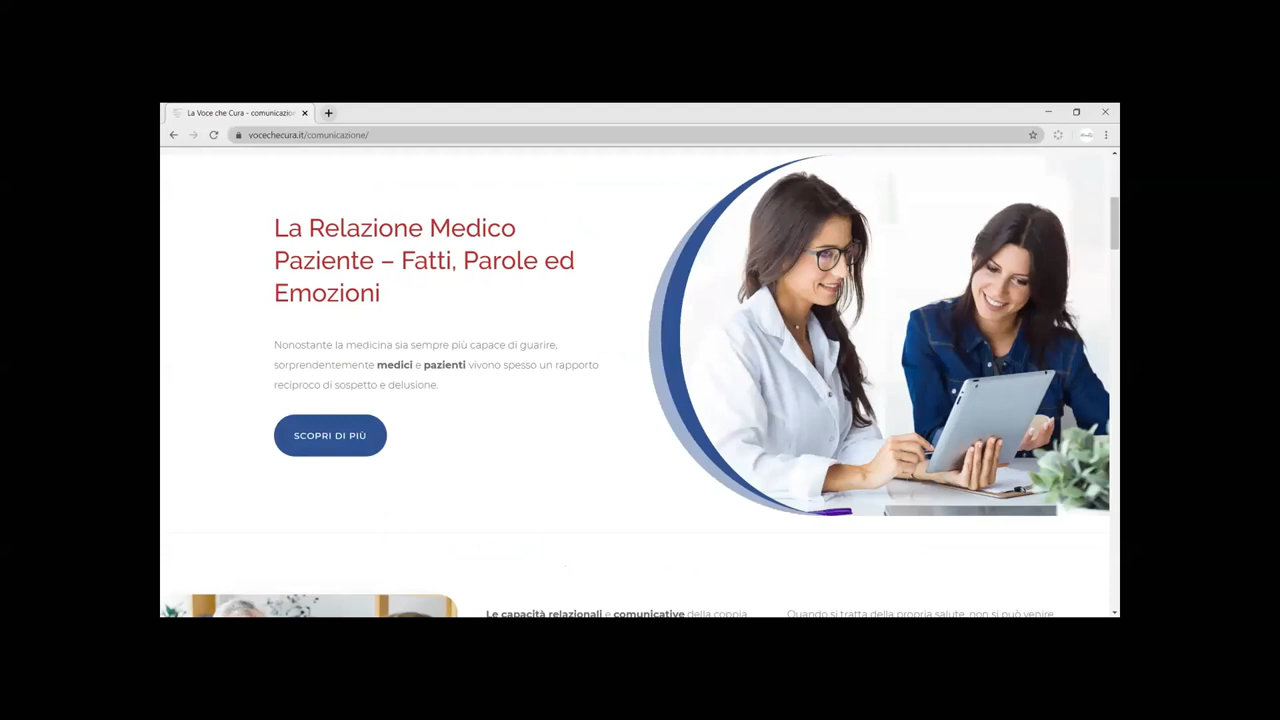 La Voce che Cura - comunicazion
vocechecura.it/comunicazione/
La Relazione Medico
Paziente – Fatti, Parole ed
Emozioni
Nonostante la medicina sia sempre più capace di guarire,
sorprendentemente medici e pazienti vivono spesso un rapporto
reciproco di sospetto e delusione.
SCOPRI DI PIÙ
Le capacità relazionali e comunicative della coppia
Quando si tratta della propria salute, non si può venire